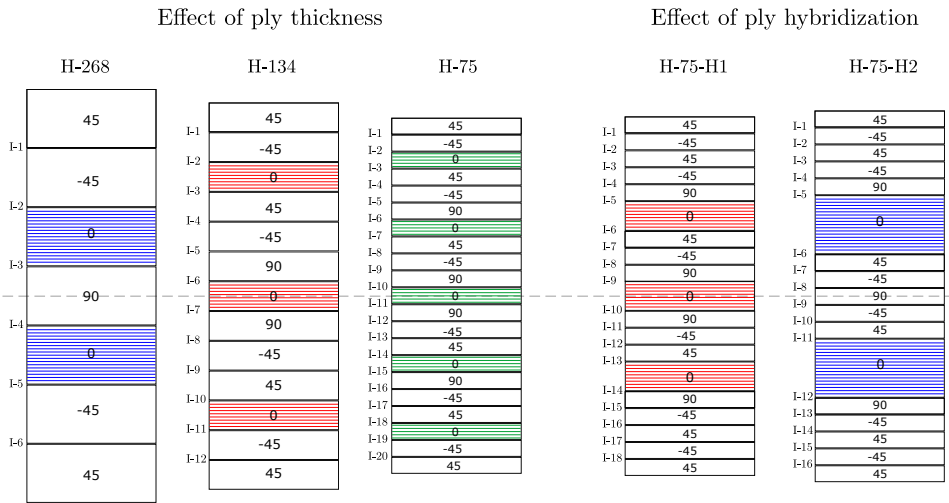 Effect of ply thickness
Effect of ply hybridization
H-268
45
I-1
-45
I-2
0
I-3
90
I-4
0
I-5
-45
I-6
45
H-134
45
I-1
-45
I-2
0
I-3
45
I-4
-45
I-5
90
I-6
0
I-7
90
I-8
-45
I-9
45
I-10
0
I-11
-45
I-12
45
H-75
45
I-1
-45
I-2
0
I-3
45
I-4
-45
I-5
90
I-6
0
I-7
45
I-8
-45
I-9
90
I-10
0
I-11
90
I-12
-45
I-13
45
I-14
0
I-15
90
I-16
-45
I-17
45
I-18
0
I-19
-45
I-20
45
H-75-H1
45
I-1
-45
I-2
45
I-3
-45
I-4
90
I-5
0
I-6
45
I-7
-45
I-8
90
I-9
0
I-10
90
I-11
-45
I-12
45
I-13
0
I-14
90
I-15
-45
I-16
45
I-17
-45
I-18
45
H-75-H2
45
I-1
-45
I-2
45
I-3
-45
I-4
90
I-5
0
I-6
45
I-7
-45
I-8
90
I-9
-45
I-10
45
I-11
0
I-12
90
I-13
-45
I-14
45
I-15
-45
I-16
45